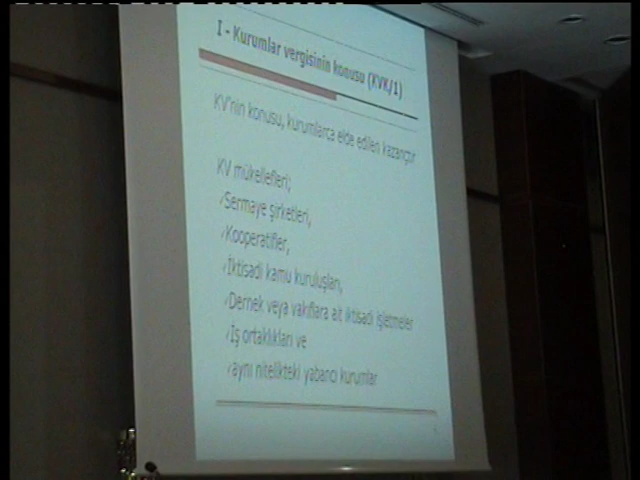 I - Kurumlar vergisinin konusu (KVK/1)
KV'nin konusu, kurumlarca elde edilen kazançtır
KV mükellefleri;
✓Sermaye şirketleri,
✓Kooperatifler,
✓İktisadi kamu kuruluşları,
✓Dernek veya vakıflara ait iktisadi işletmeler
✓İş ortaklıkları ve
✓aynı nitelikteki yabancı kurumlar